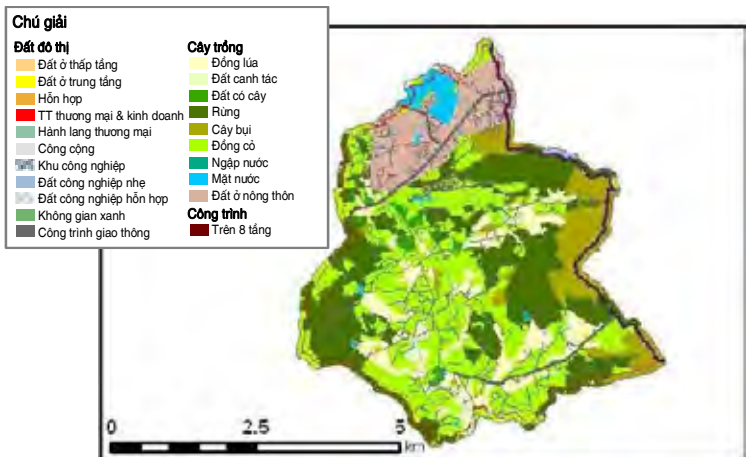 Chú giải
Đất đô thị
Đất ở thấp tầng
Đất ở trung tầng
Hỗn hợp
TT thương mại & kinh doanh
Hành lang thương mại
Công cộng
Khu công nghiệp
Đất công nghiệp nhẹ
Đất công nghiệp hỗn hợp
Không gian xanh
Công trình giao thông
Cây trồng
Đồng lúa
Đất canh tác
Đất có cây
Rừng
Cây bụi
Đồng cỏ
Ngập nước
Mặt nước
Đất ở nông thôn
Công trình
Trên 8 tầng
0 2.5 5
km